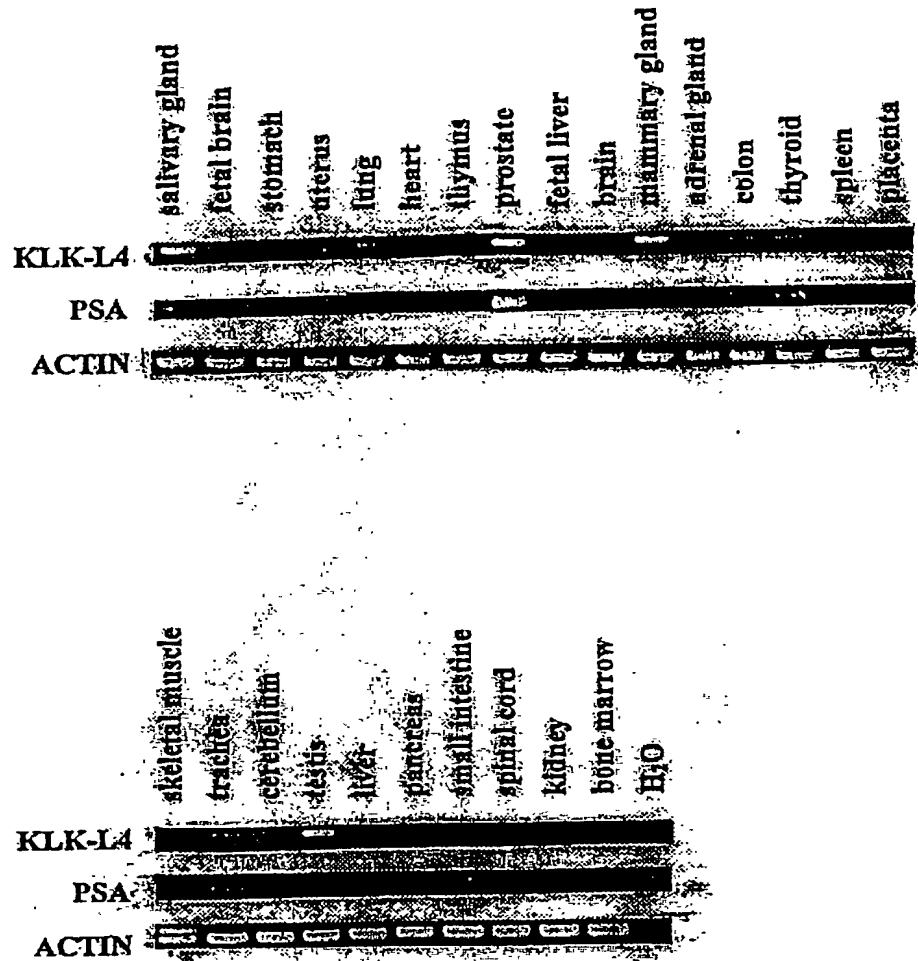 salivary gland
fetal brain
stomach
uterus
lung
heart
thymus
prostate
fetal liver
brain
mammary gland
adrenal gland
colon
thyroid
spleen
placenta
KLK-L4
PSA
ACTIN
skeletal muscle
trachea
cerebellum
testis
liver
pancreas
small intestine
spinal cord
kidney
bone marrow
H₂O
KLK-L4
PSA
ACTIN